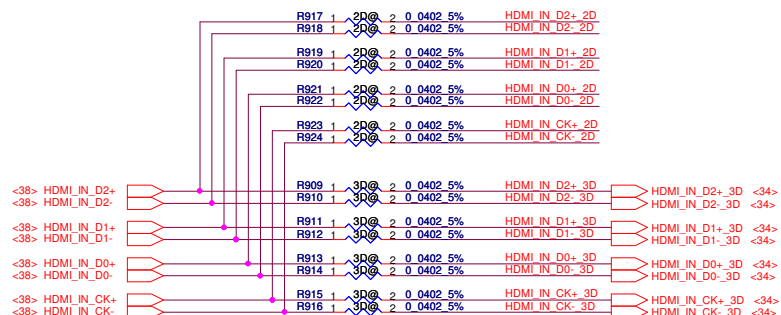 R917 1 2D@ 2 0_0402_5% HDMI_IN_D2+_2D
R918 1 2D@ 2 0_0402_5% HDMI_IN_D2-_2D
R919 1 2D@ 2 0_0402_5% HDMI_IN_D1+_2D
R920 1 2D@ 2 0_0402_5% HDMI_IN_D1-_2D
R921 1 2D@ 2 0_0402_5% HDMI_IN_D0+_2D
R922 1 2D@ 2 0_0402_5% HDMI_IN_D0-_2D
R923 1 2D@ 2 0_0402_5% HDMI_IN_CK+_2D
R924 1 2D@ 2 0_0402_5% HDMI_IN_CK-_2D
<38> HDMI_IN_D2+ R909 1 3D@ 2 0_0402_5% HDMI_IN_D2+_3D HDMI_IN_D2+_3D <34>
<38> HDMI_IN_D2- R910 1 3D@ 2 0_0402_5% HDMI_IN_D2-_3D HDMI_IN_D2-_3D <34>
<38> HDMI_IN_D1+ R911 1 3D@ 2 0_0402_5% HDMI_IN_D1+_3D HDMI_IN_D1+_3D <34>
<38> HDMI_IN_D1- R912 1 3D@ 2 0_0402_5% HDMI_IN_D1-_3D HDMI_IN_D1-_3D <34>
<38> HDMI_IN_D0+ R913 1 3D@ 2 0_0402_5% HDMI_IN_D0+_3D HDMI_IN_D0+_3D <34>
<38> HDMI_IN_D0- R914 1 3D@ 2 0_0402_5% HDMI_IN_D0-_3D HDMI_IN_D0-_3D <34>
<38> HDMI_IN_CK+ R915 1 3D@ 2 0_0402_5% HDMI_IN_CK+_3D HDMI_IN_CK+_3D <34>
<38> HDMI_IN_CK- R916 1 3D@ 2 0_0402_5% HDMI_IN_CK-_3D HDMI_IN_CK-_3D <34>